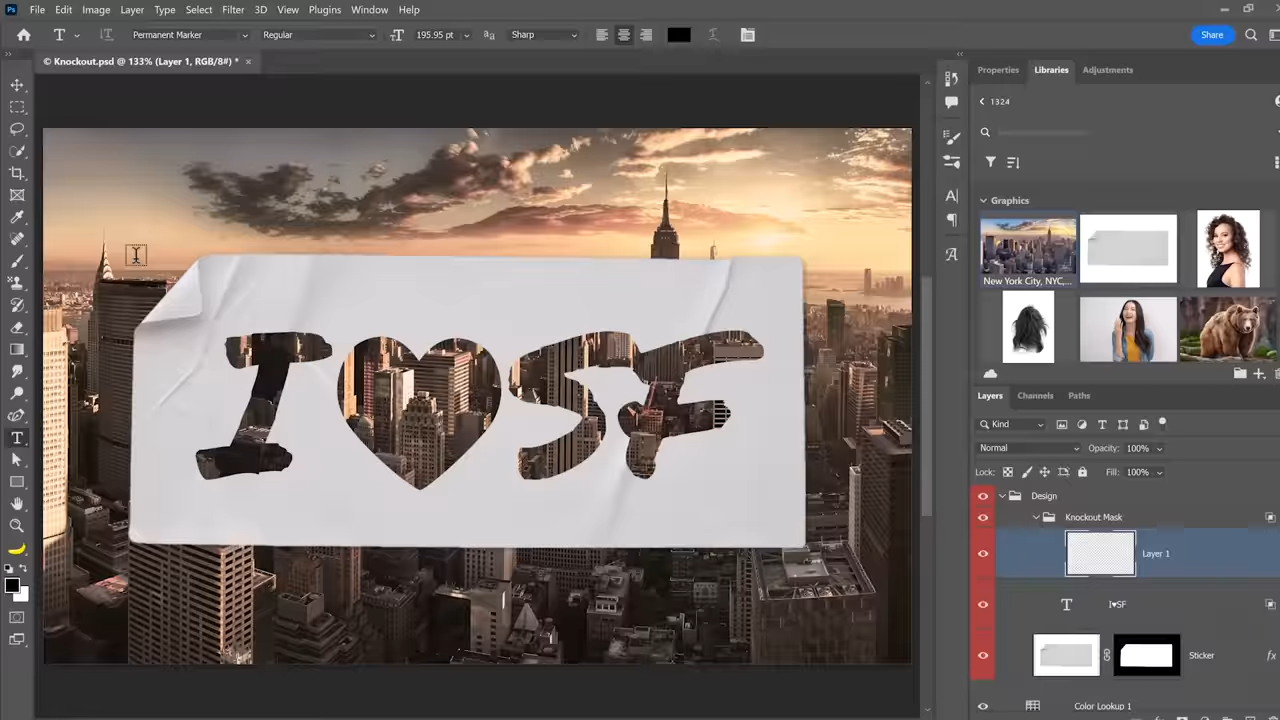 Ps File Edit Image Layer Type Select Filter 3D View Plugins Window Help
T Permanent Marker Regular 195.95 pt Sharp Share
© Knockout.psd @ 133% (Layer 1, RGB/8#) * ×
Properties Libraries Adjustments
1324
Graphics
New York City, NYC,...
I♥SF
Layers Channels Paths
Kind
Normal Opacity: 100%
Lock: Fill: 100%
Design
Knockout Mask
Layer 1
T I♥SF
Sticker fx
Color Lookup 1